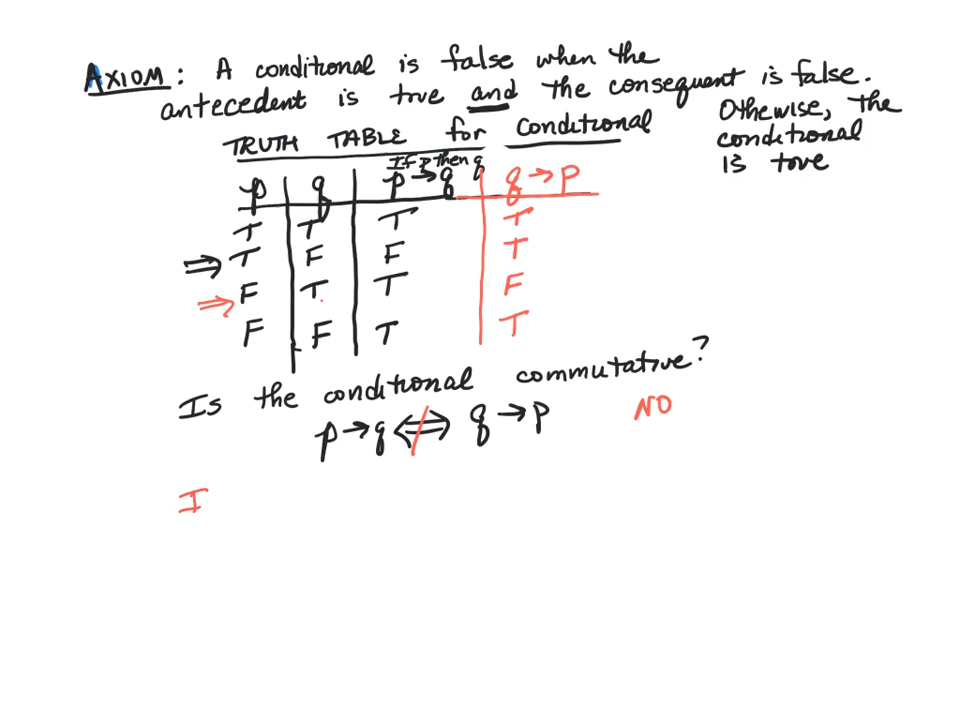 AXIOM: A conditional is false when the
antecedent is true and the consequent is false.
Otherwise, the
conditional
is true
TRUTH TABLE for conditional
If p then q
p q p → q q → p
T T T T
⇒ T F F T
⇒ F T T F
F F T T
Is the conditional commutative?
p → q ⇎ q → p NO
I